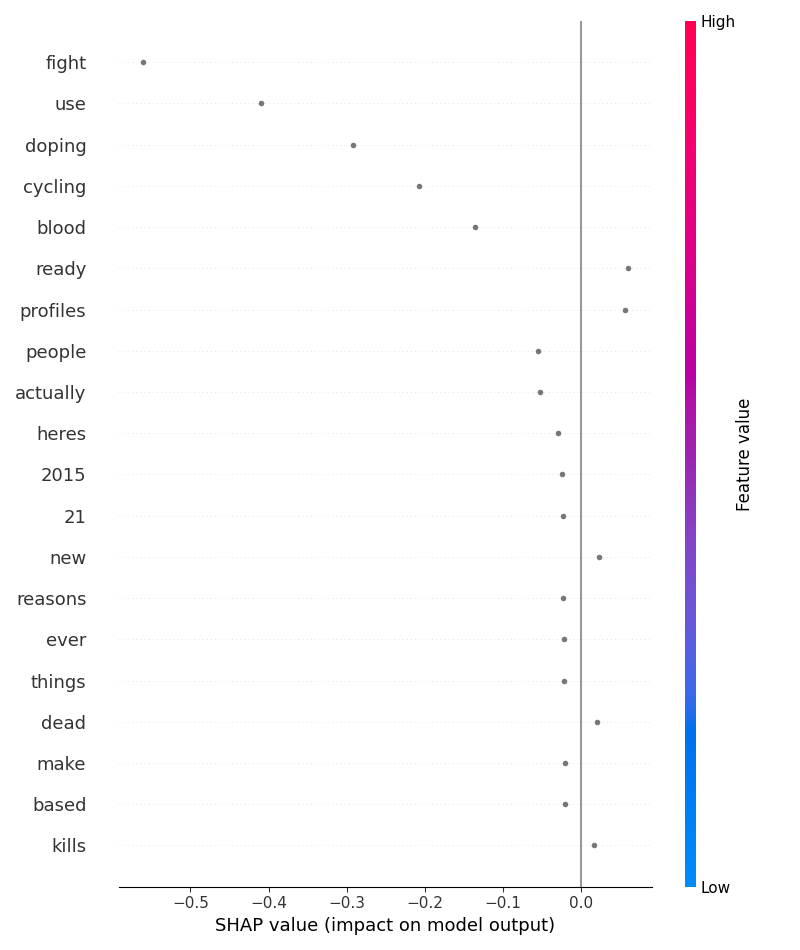 High
fight
use
doping
cycling
blood
ready
profiles
people
actually
heres
2015
21
new
reasons
ever
things
dead
make
based
kills
Feature value
Low
−0.5 −0.4 −0.3 −0.2 −0.1 0.0
SHAP value (impact on model output)